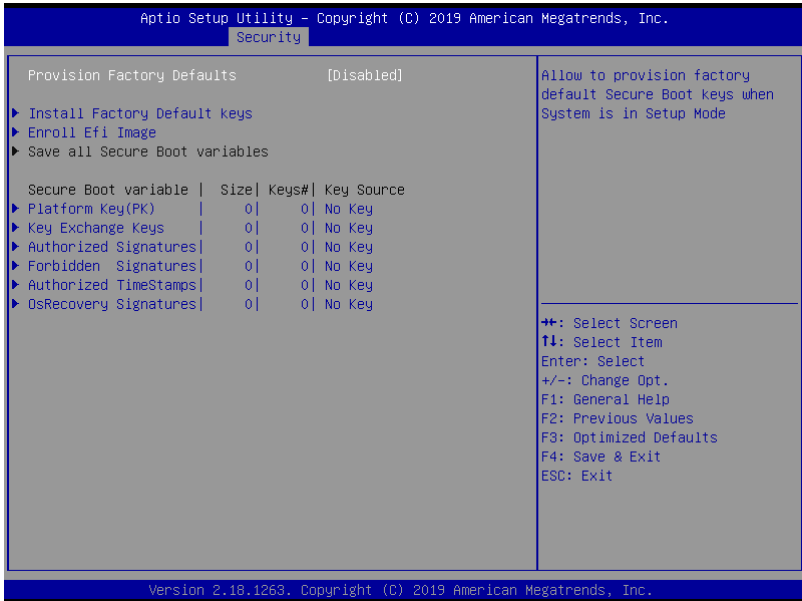 Aptio Setup Utility – Copyright (C) 2019 American Megatrends, Inc.
Security
Provision Factory Defaults [Disabled]
Install Factory Default keys
Enroll Efi Image
Save all Secure Boot variables
Secure Boot variable | Size| Keys#| Key Source
Platform Key(PK) | 0| 0| No Key
Key Exchange Keys | 0| 0| No Key
Authorized Signatures| 0| 0| No Key
Forbidden Signatures| 0| 0| No Key
Authorized TimeStamps| 0| 0| No Key
OsRecovery Signatures| 0| 0| No Key
Allow to provision factory
default Secure Boot keys when
System is in Setup Mode
→←: Select Screen
↑↓: Select Item
Enter: Select
+/-: Change Opt.
F1: General Help
F2: Previous Values
F3: Optimized Defaults
F4: Save & Exit
ESC: Exit
Version 2.18.1263. Copyright (C) 2019 American Megatrends, Inc.